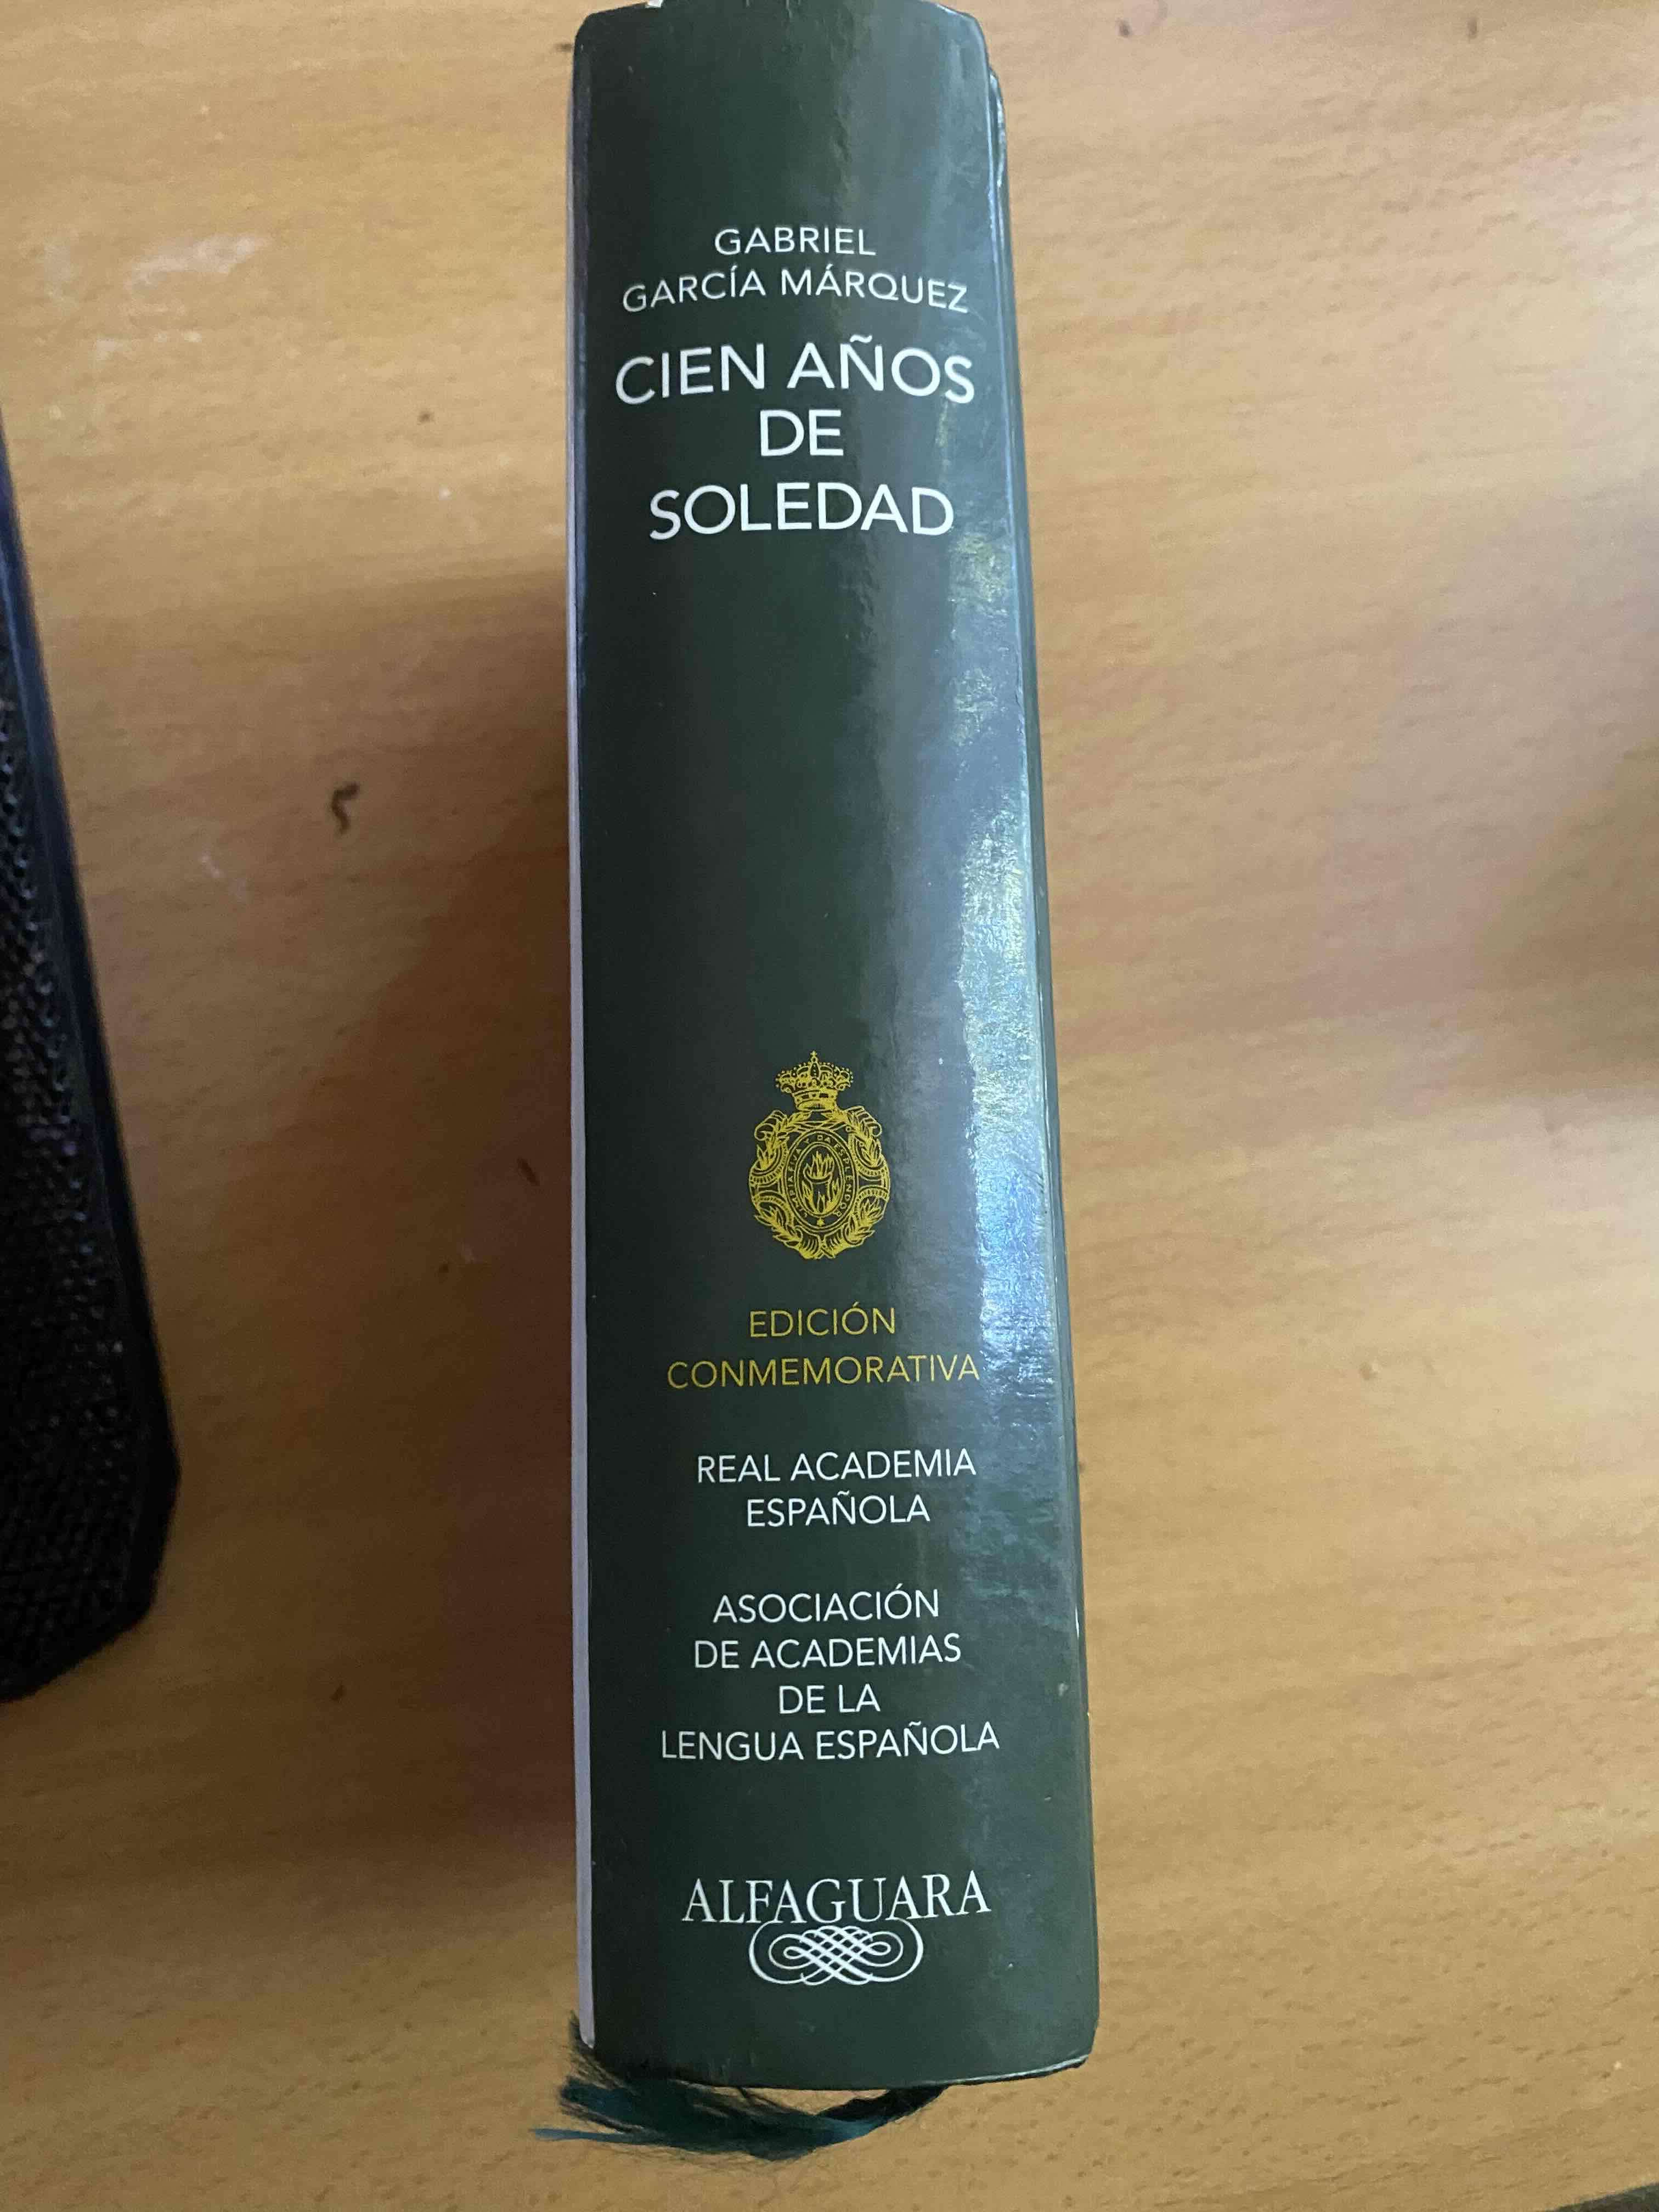 GABRIEL
GARCÍA MÁRQUEZ
CIEN AÑOS
DE
SOLEDAD
EDICIÓN
CONMEMORATIVA
REAL ACADEMIA
ESPAÑOLA
ASOCIACIÓN
DE ACADEMIAS
DE LA
LENGUA ESPAÑOLA
ALFAGUARA